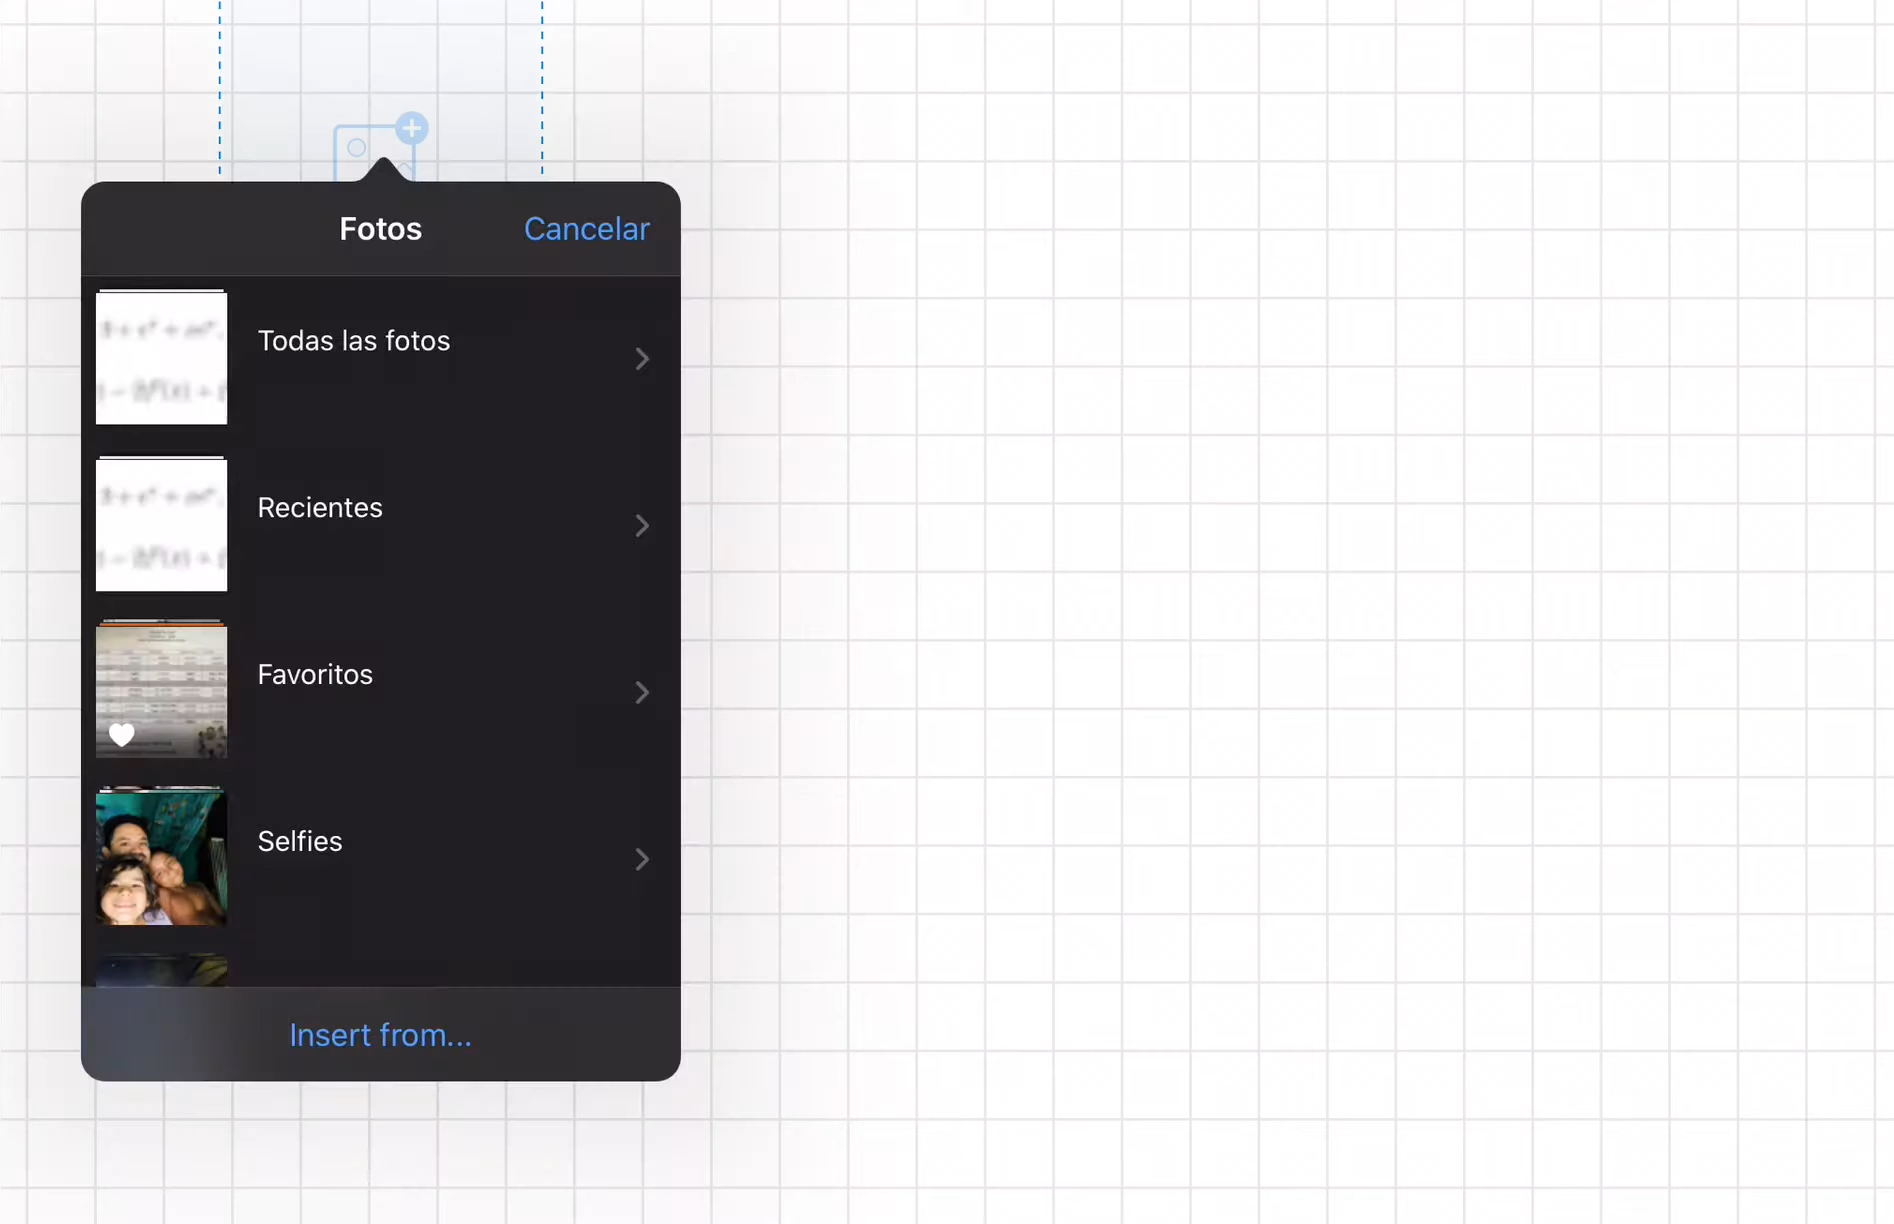 Fotos
Cancelar
Todas las fotos
Recientes
Favoritos
Selfies
Insert from...